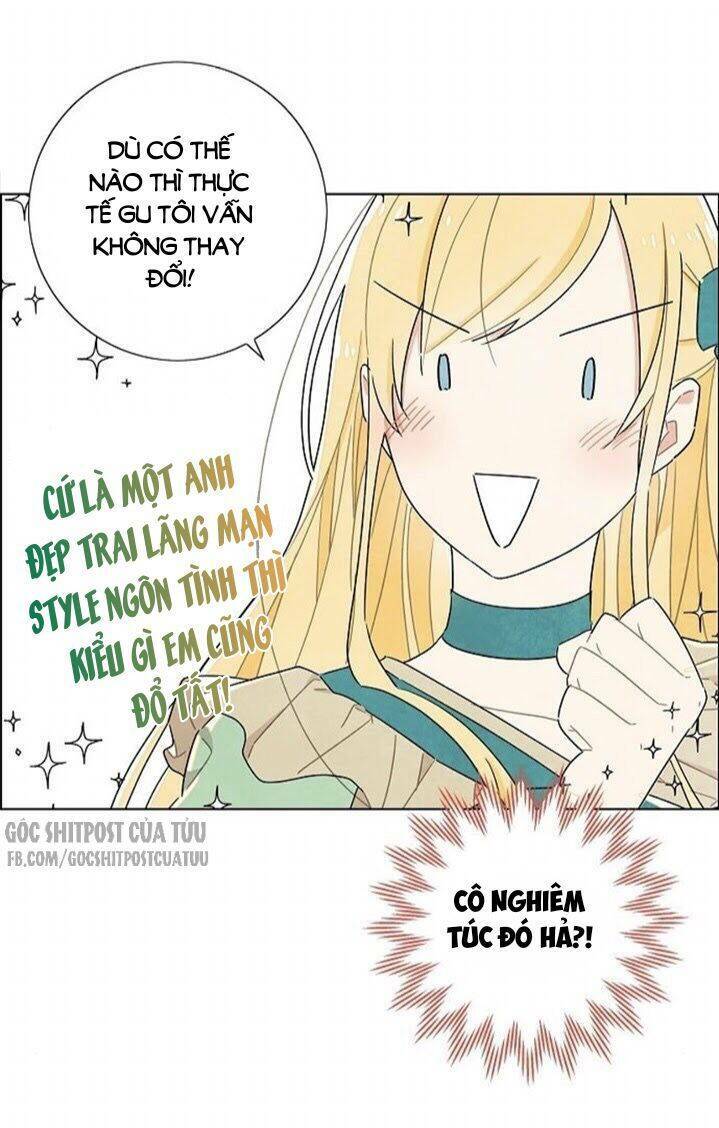 DÙ CÓ THẾ
NÀO THÌ THỰC
TẾ GU TÔI VẪN
KHÔNG THAY
ĐỔI!
CỨ LÀ MỘT ANH
ĐẸP TRAI LÃNG MẠN
STYLE NGÔN TÌNH THÌ
KIỂU GÌ EM CŨNG
ĐỔ TẤT!
GÓC SHITPOST CỦA TỬU
FB.COM/GOCSHITPOSTCUATUU
CÔ NGHIÊM
TÚC ĐÓ HẢ?!